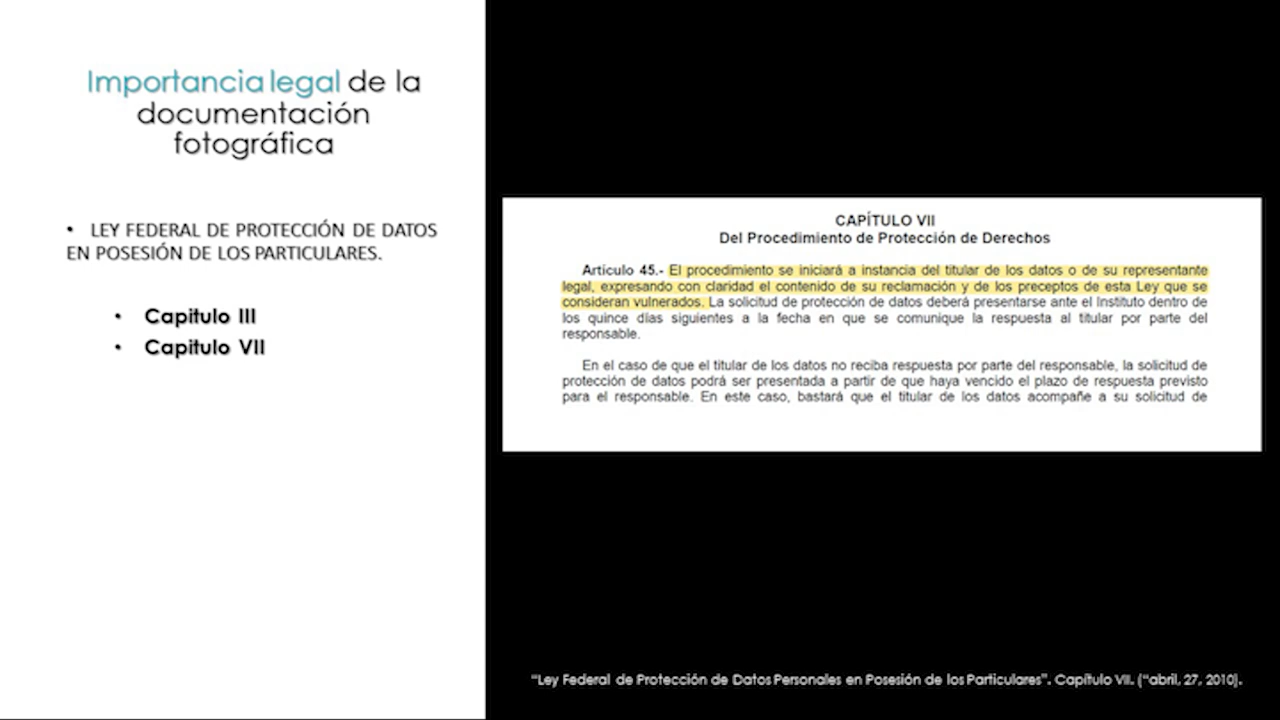 Importancia legal de la
documentación
fotográfica
• LEY FEDERAL DE PROTECCIÓN DE DATOS
EN POSESIÓN DE LOS PARTICULARES.
• Capitulo III
• Capitulo VII
CAPÍTULO VII
Del Procedimiento de Protección de Derechos
Artículo 45.- El procedimiento se iniciará a instancia del titular de los datos o de su representante
legal, expresando con claridad el contenido de su reclamación y de los preceptos de esta Ley que se
consideran vulnerados. La solicitud de protección de datos deberá presentarse ante el Instituto dentro de
los quince días siguientes a la fecha en que se comunique la respuesta al titular por parte del
responsable.
En el caso de que el titular de los datos no reciba respuesta por parte del responsable, la solicitud de
protección de datos podrá ser presentada a partir de que haya vencido el plazo de respuesta previsto
para el responsable. En este caso, bastará que el titular de los datos acompañe a su solicitud de
“Ley Federal de Protección de Datos Personales en Posesión de los Particulares”. Capítulo VII. (“abril, 27, 2010).